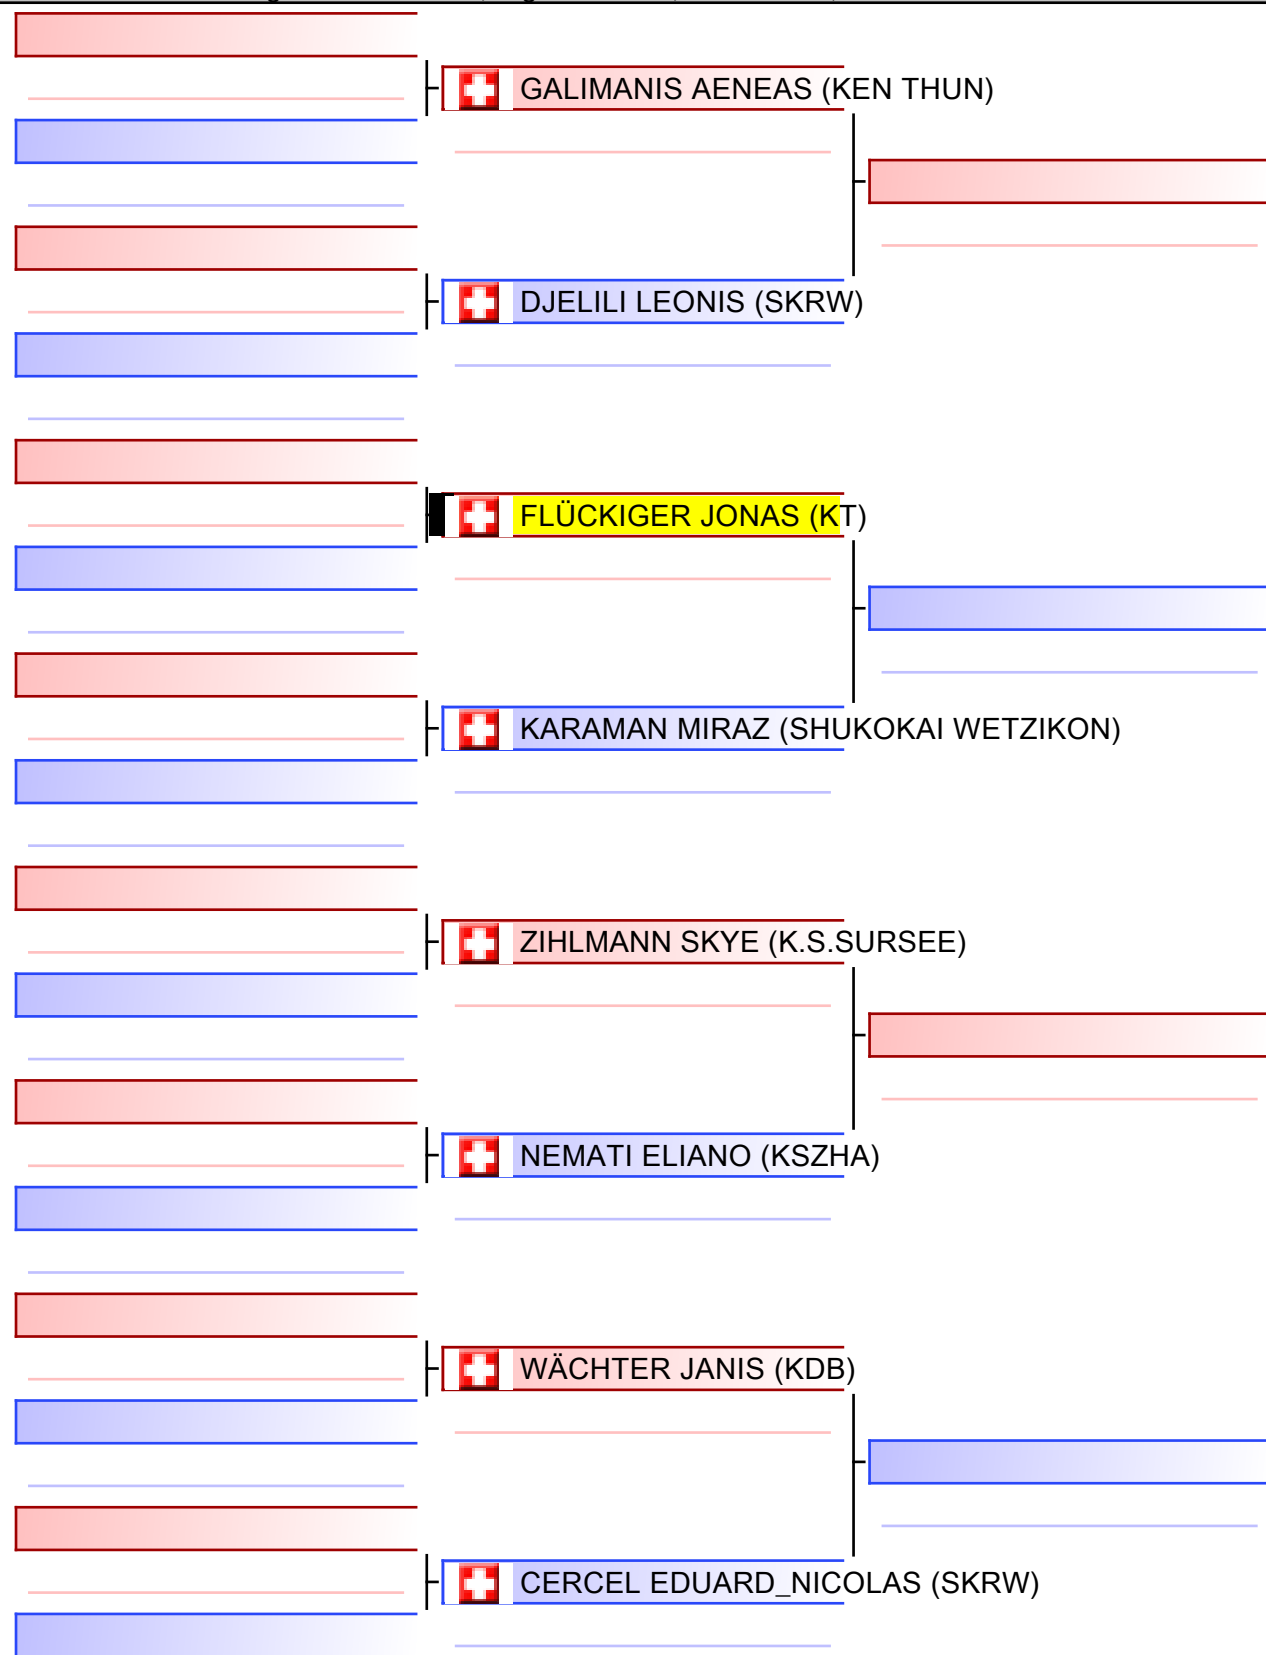 GALIMANIS AENEAS (KEN THUN)
DJELILI LEONIS (SKRW)
FLÜCKIGER JONAS (KT)
KARAMAN MIRAZ (SHUKOKAI WETZIKON)
ZIHLMANN SKYE (K.S.SURSEE)
NEMATI ELIANO (KSZHA)
WÄCHTER JANIS (KDB)
CERCEL EDUARD_NICOLAS (SKRW)